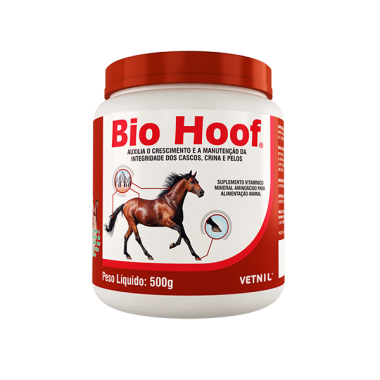 Bio Hoof®
AUXILIA O CRESCIMENTO E A MANUTENÇÃO DA
INTEGRIDADE DOS CASCOS, CRINA E PELOS
SUPLEMENTO VITAMÍNICO
MINERAL AMINOÁCIDO PARA
ALIMENTAÇÃO ANIMAL
Peso Líquido: 500g
VETNIL®